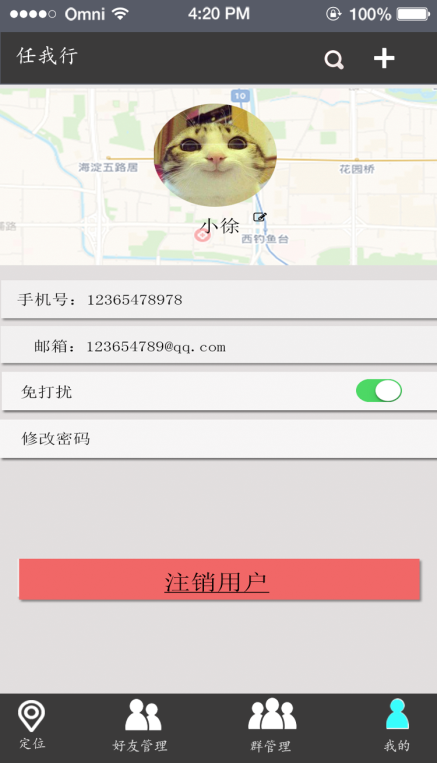 Omni 4:20 PM 100%
任我行
10
海淀五路居
花园桥
路
小徐
西钓鱼台
手机号：12365478978
邮箱：123654789@qq.com
免打扰
修改密码
注销用户
定位 好友管理 群管理 我的